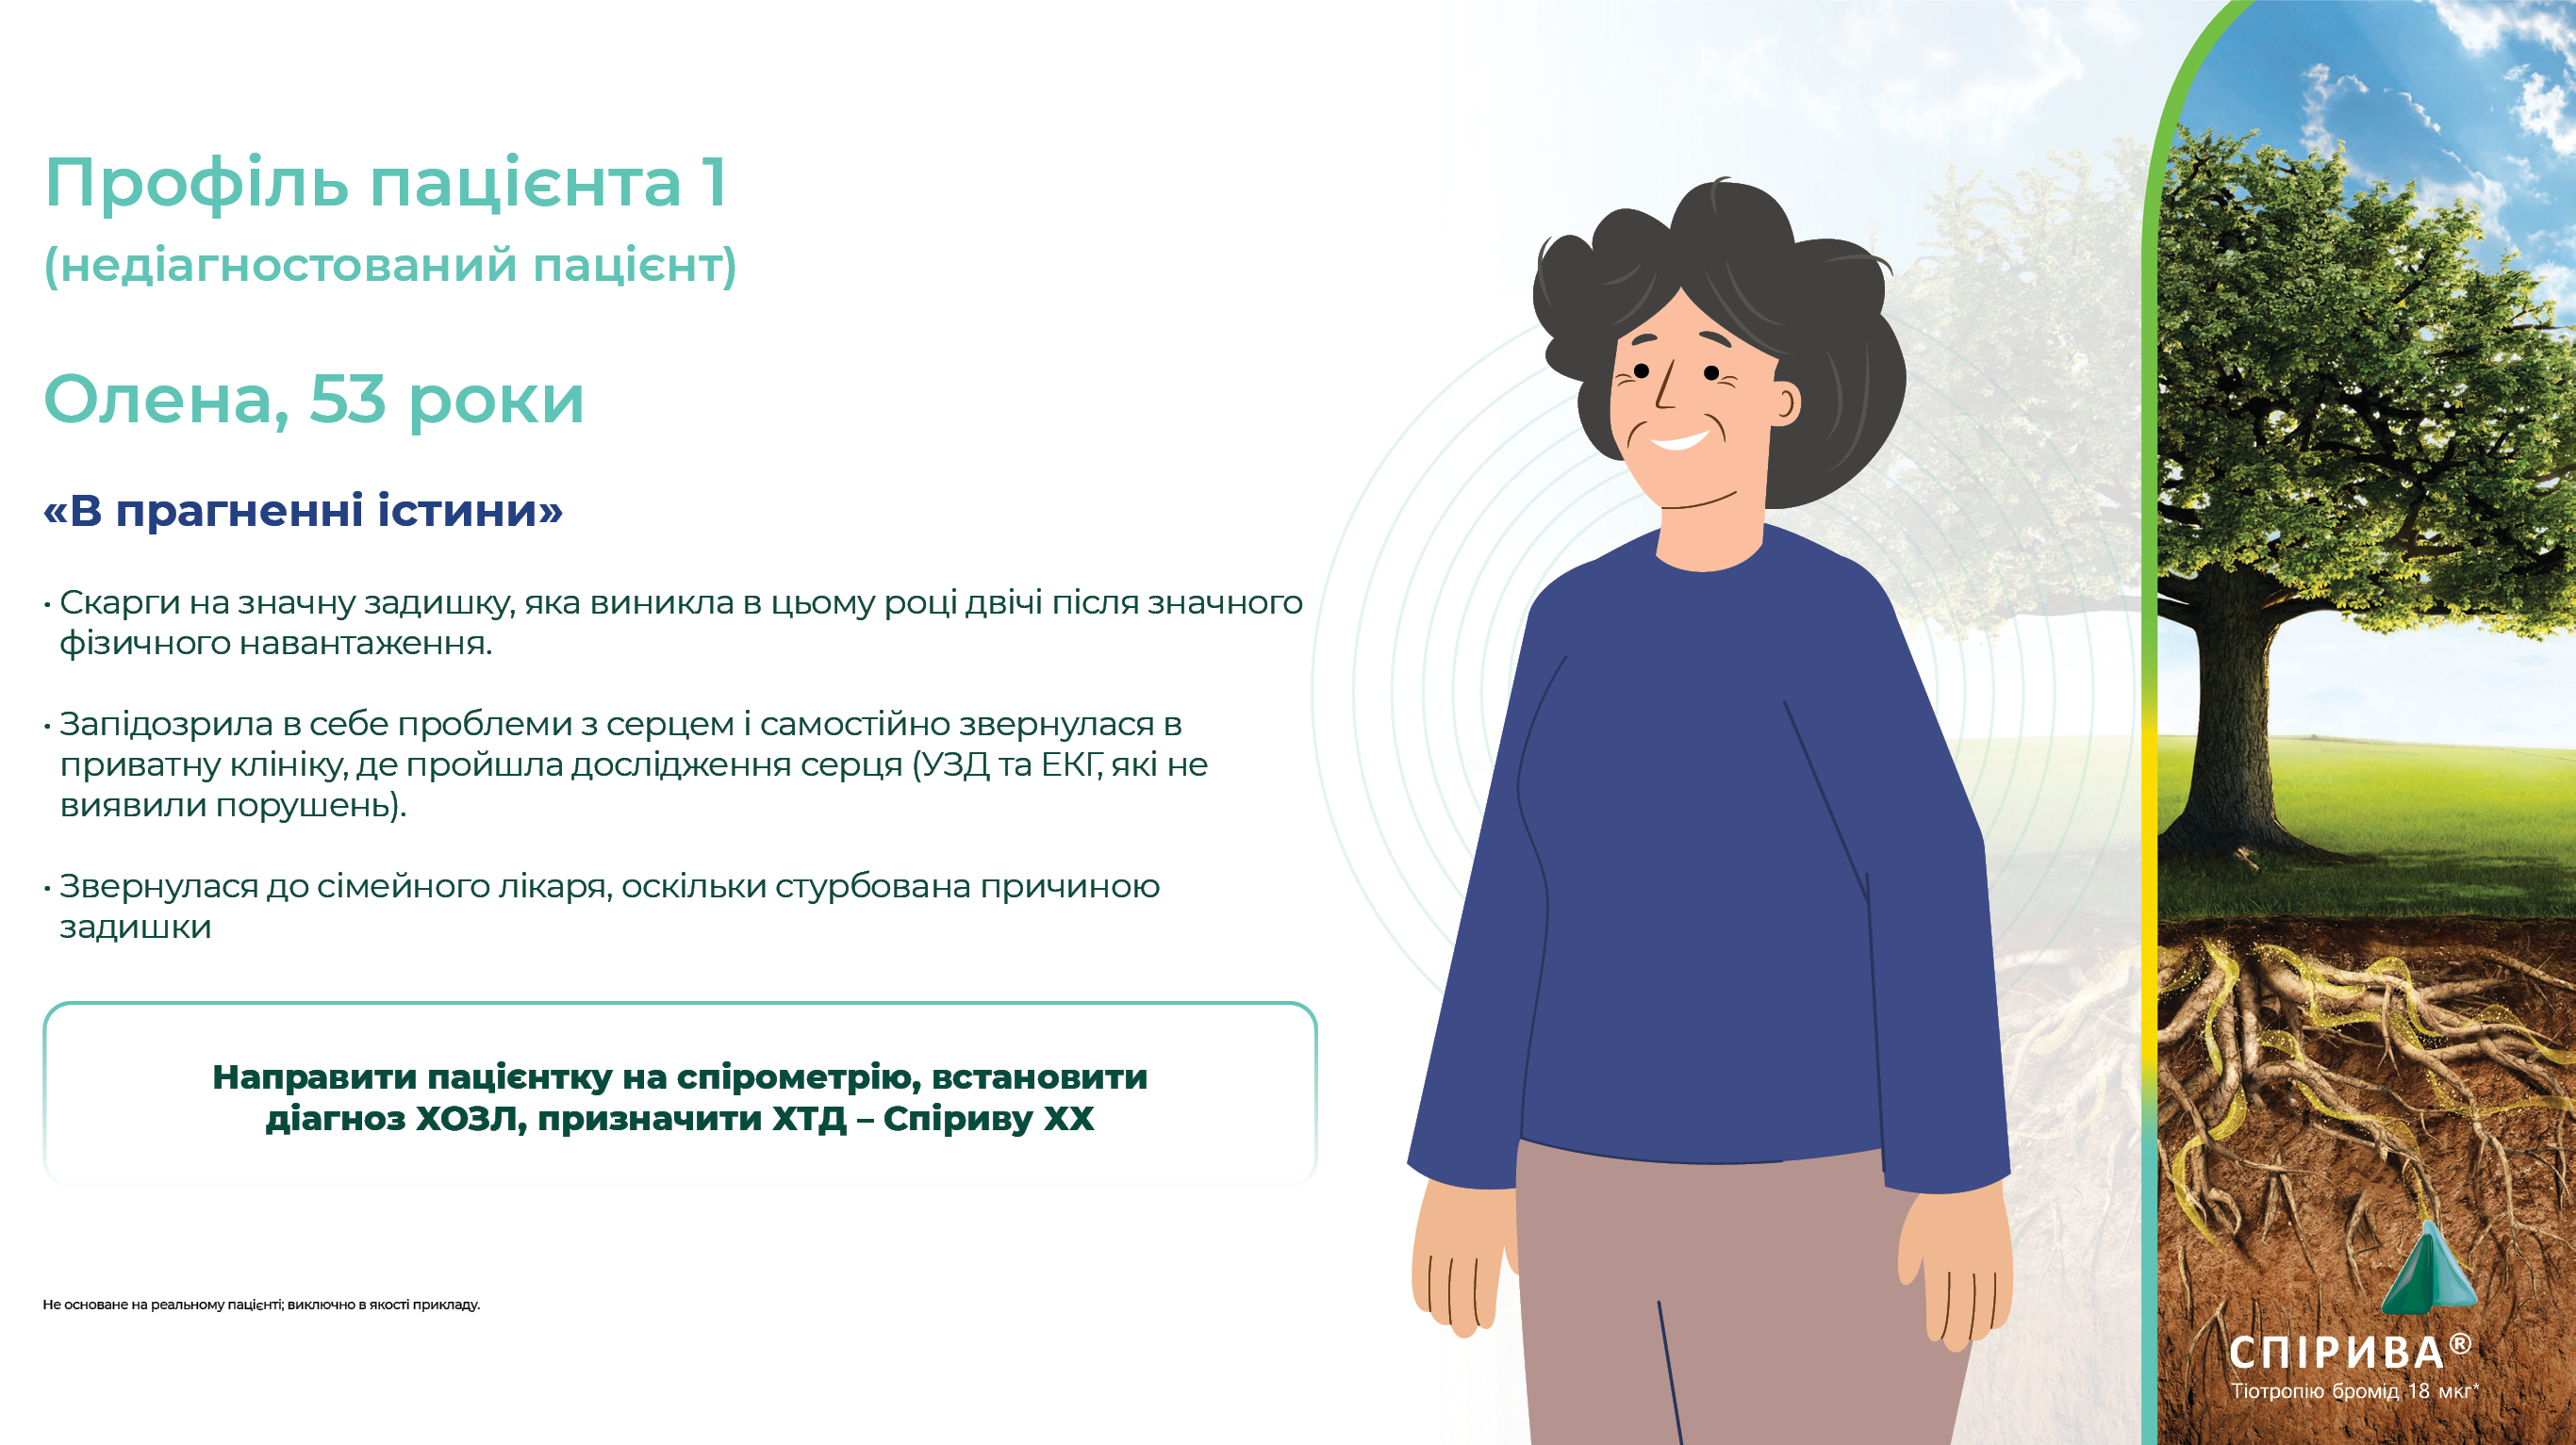 Профіль пацієнта 1
(недіагностований пацієнт)
Олена, 53 роки
«В прагненні істини»
· Скарги на значну задишку, яка виникла в цьому році двічі після значного
фізичного навантаження.
· Запідозрила в себе проблеми з серцем і самостійно звернулася в
приватну клініку, де пройшла дослідження серця (УЗД та ЕКГ, які не
виявили порушень).
· Звернулася до сімейного лікаря, оскільки стурбована причиною
задишки
Направити пацієнтку на спірометрію, встановити
діагноз ХОЗЛ, призначити ХТД – Спіриву ХХ
Не основане на реальному пацієнті; виключно в якості прикладу.
СПІРИВА®
Тіотропію бромід 18 мкг*